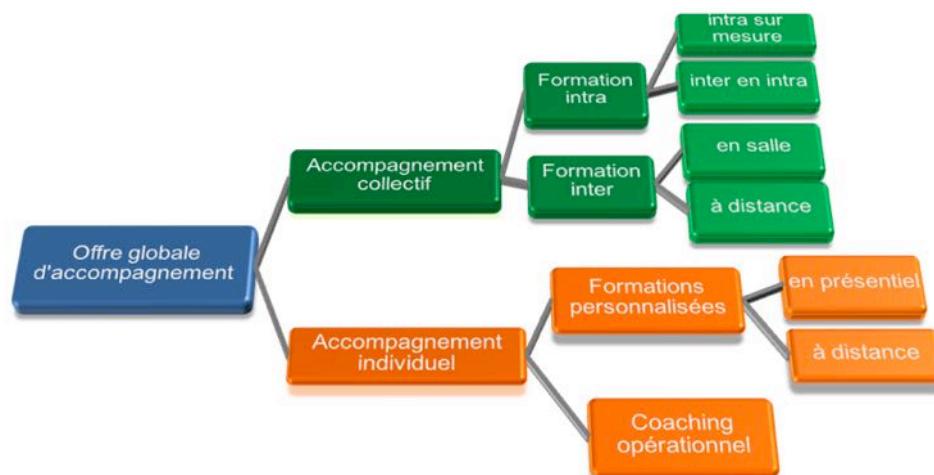 intra sur
mesure
Formation
intra
inter en intra
Accompagnement
collectif
en salle
Formation
inter
à distance
Offre globale
d'accompagnement
Formations
personnalisées
en présentiel
Accompagnement
individuel
à distance
Coaching
opérationnel